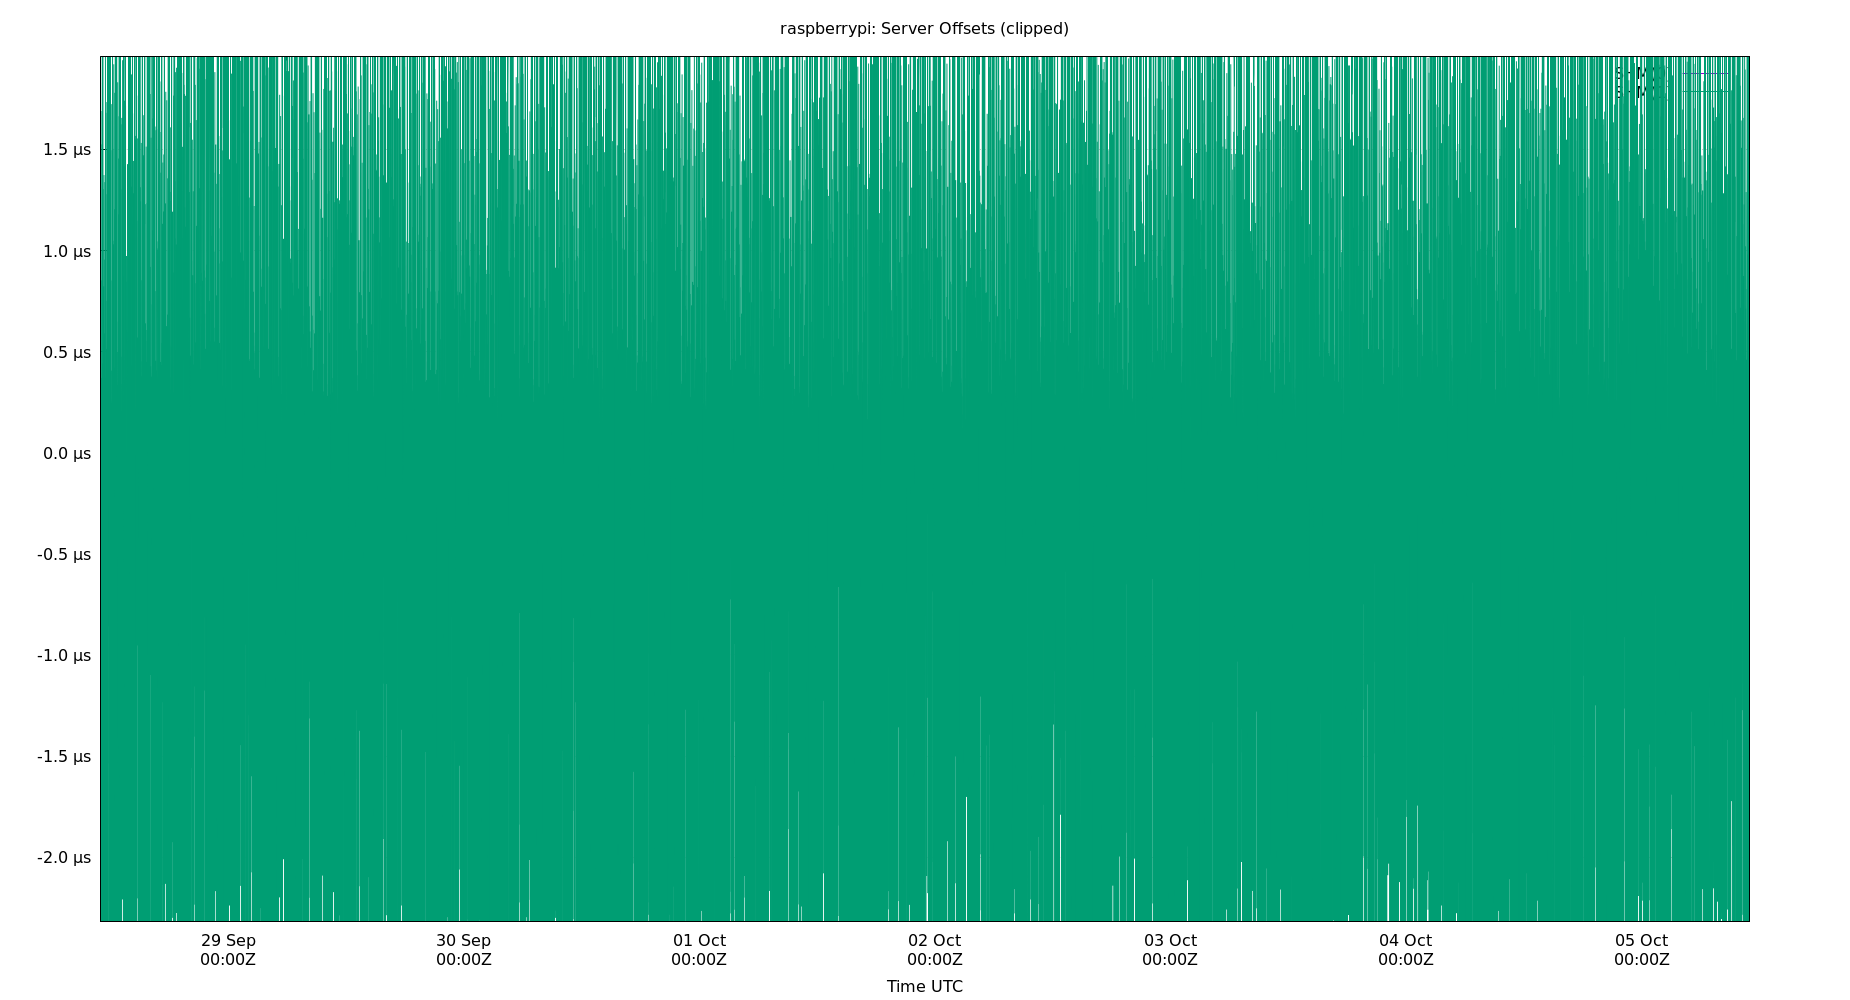 raspberrypi: Server Offsets (clipped)
1.5 µs
1.0 µs
0.5 µs
0.0 µs
-0.5 µs
-1.0 µs
-1.5 µs
-2.0 µs
29 Sep 30 Sep 01 Oct 02 Oct 03 Oct 04 Oct 05 Oct
00:00Z 00:00Z 00:00Z 00:00Z 00:00Z 00:00Z 00:00Z
Time UTC